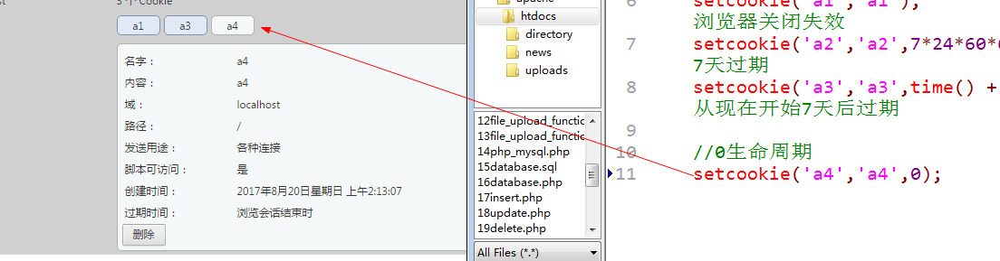 3个Cookie
a1 a3 a4
名字： a4
内容： a4
域： localhost
路径： /
发送用途： 各种连接
脚本可访问： 是
创建时间： 2017年8月20日星期日 上午2:13:07
过期时间： 浏览会话结束时
删除
apache
htdocs
directory
news
uploads
12file_upload_functic
13file_upload_functic
14php_mysql.php
15database.sql
16database.php
17insert.php
18update.php
19delete.php
All Files (*.*)
6 setcookie('a1','a1');
浏览器关闭失效
7 setcookie('a2','a2',7*24*60*
7天过期
8 setcookie('a3','a3',time() +
从现在开始7天后过期
9
10 //0生命周期
11 setcookie('a4','a4',0);